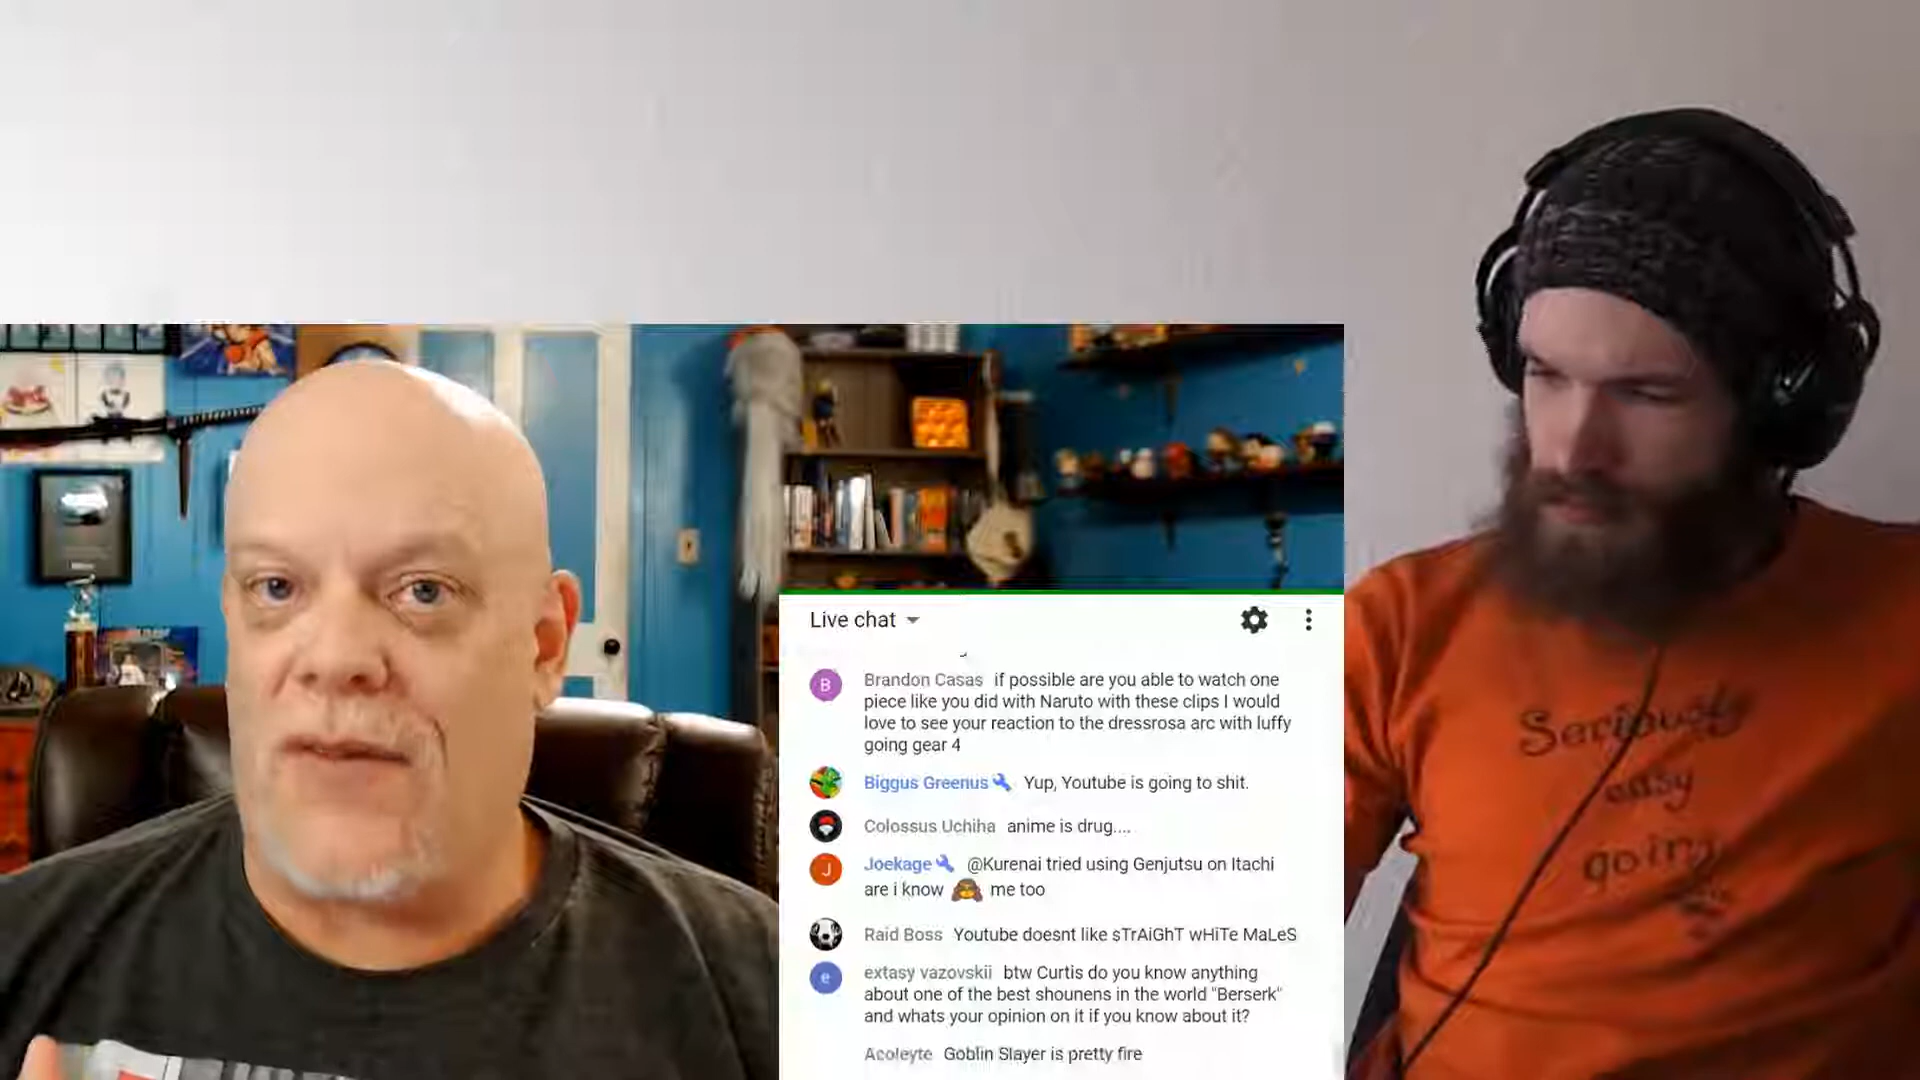 Live chat
B Brandon Casas if possible are you able to watch one
piece like you did with Naruto with these clips I would
love to see your reaction to the dressrosa arc with luffy
going gear 4
Biggus Greenus Yup, Youtube is going to shit.
Colossus Uchiha anime is drug....
J Joekage @Kurenai tried using Genjutsu on Itachi
are i know me too
Raid Boss Youtube doesnt like sTrAiGhT wHiTe MaLeS
e extasy vazovskii btw Curtis do you know anything
about one of the best shounens in the world "Berserk"
and whats your opinion on it if you know about it?
Acoleyte Goblin Slayer is pretty fire
Seriously
easy
going